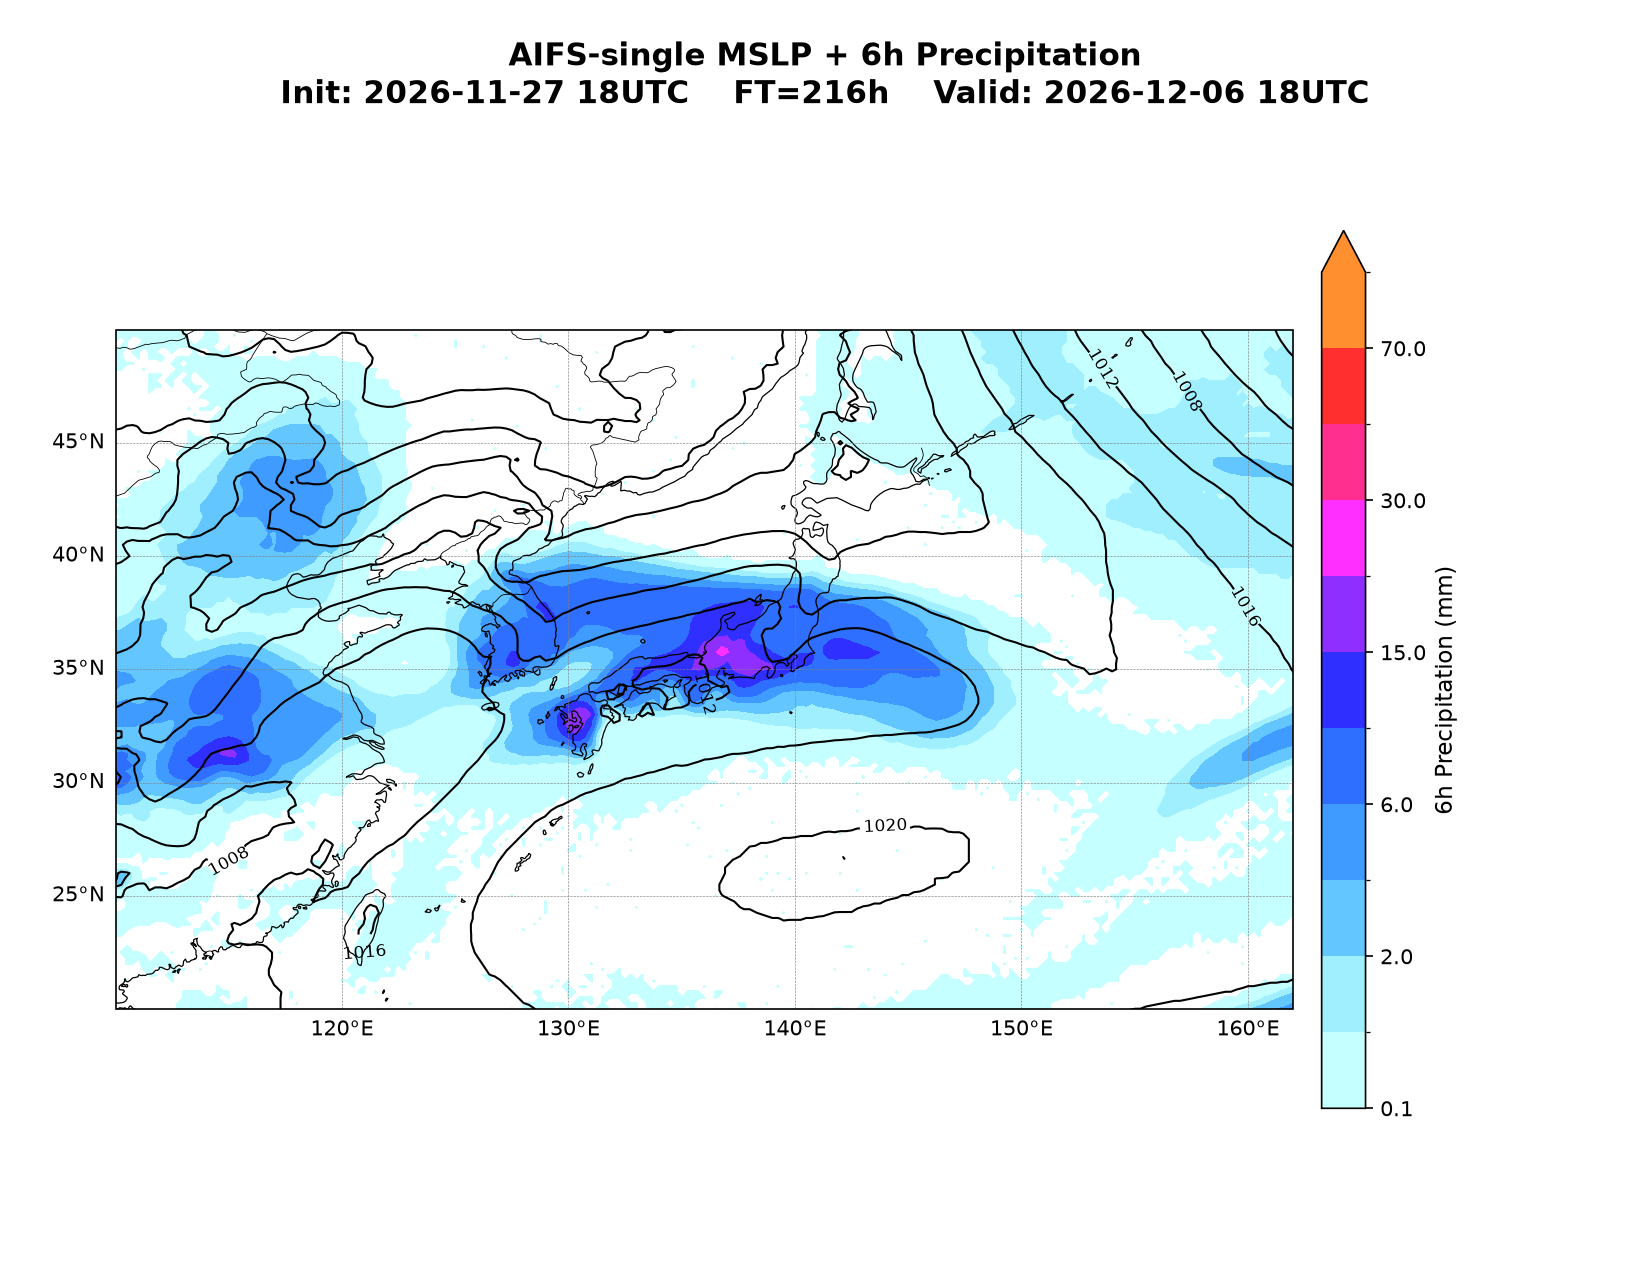 AIFS-single MSLP + 6h Precipitation
Init: 2026-11-27 18UTC    FT=216h    Valid: 2026-12-06 18UTC
1012
1008
1016
1012
1020
1008
1016
45°N
40°N
35°N
30°N
25°N
120°E
130°E
140°E
150°E
160°E
70.0
30.0
15.0
6.0
2.0
0.1
6h Precipitation (mm)